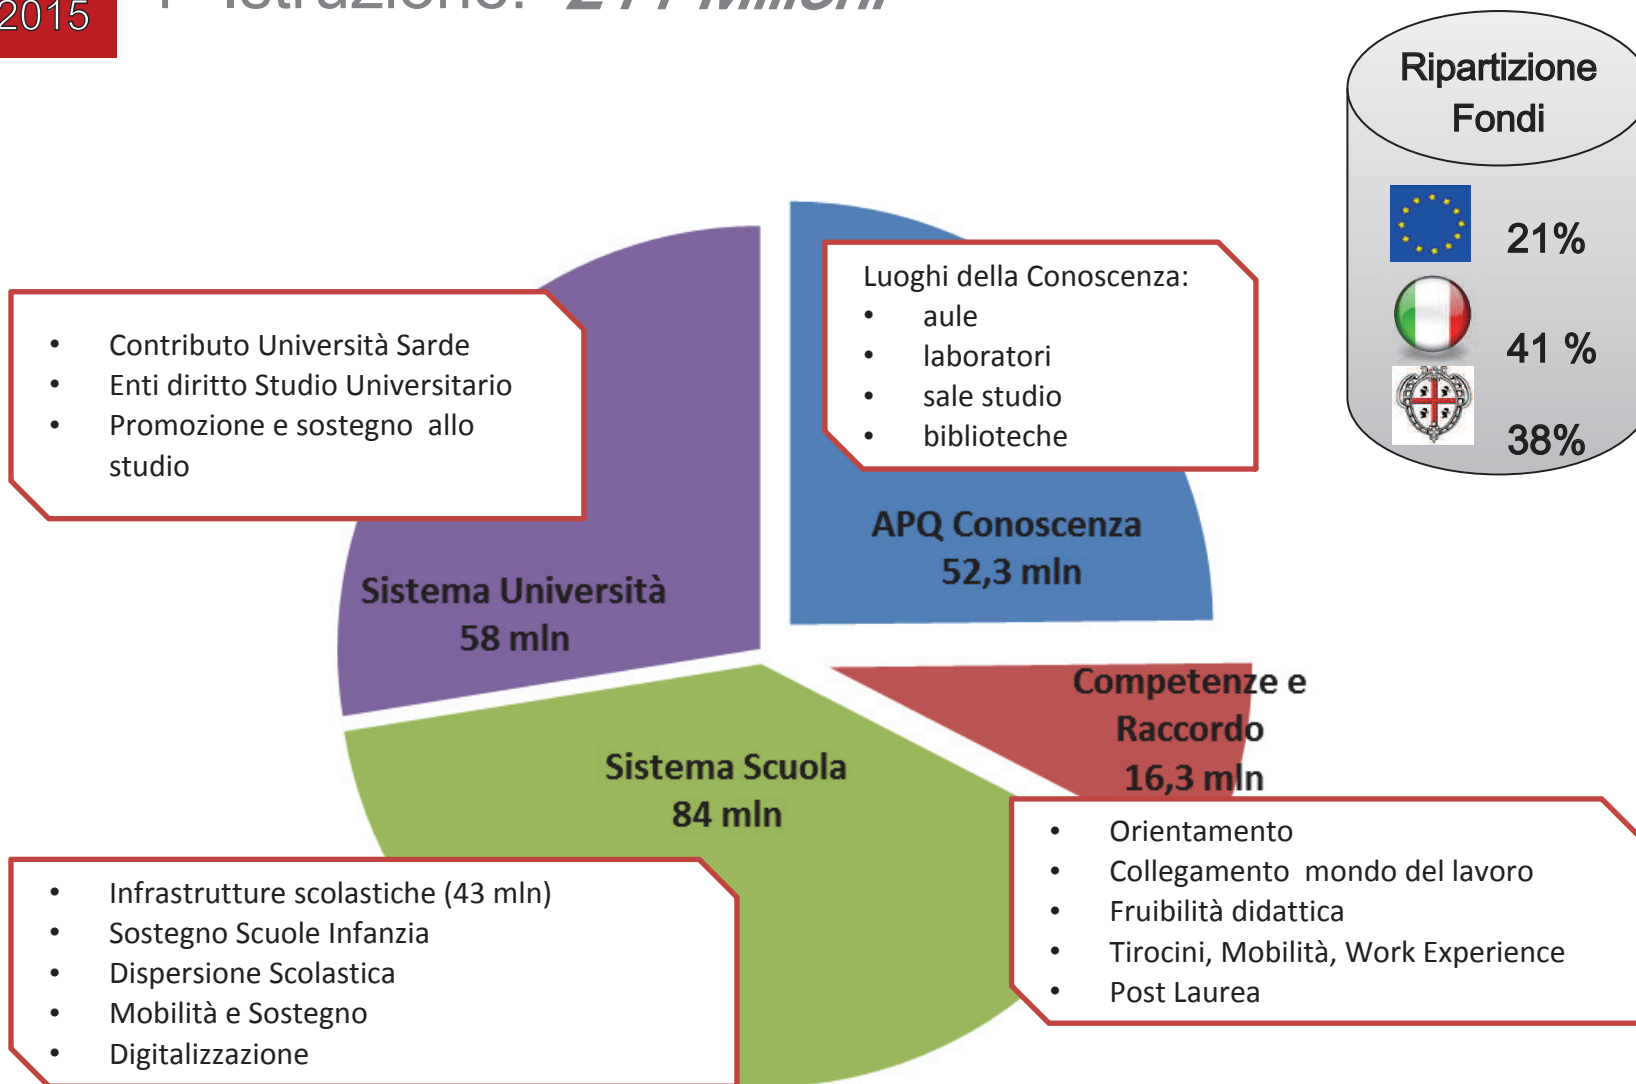 2015
Istruzione:
Ripartizione
Fondi
21%
41 %
38%
Luoghi della Conoscenza:
• aule
• laboratori
• sale studio
• biblioteche
• Contributo Università Sarde
• Enti diritto Studio Universitario
• Promozione e sostegno allo
studio
APQ Conoscenza
52,3 mln
Sistema Università
58 mln
Competenze e
Raccordo
16,3 mln
Sistema Scuola
84 mln
• Orientamento
• Collegamento mondo del lavoro
• Fruibilità didattica
• Tirocini, Mobilità, Work Experience
• Post Laurea
• Infrastrutture scolastiche (43 mln)
• Sostegno Scuole Infanzia
• Dispersione Scolastica
• Mobilità e Sostegno
• Digitalizzazione